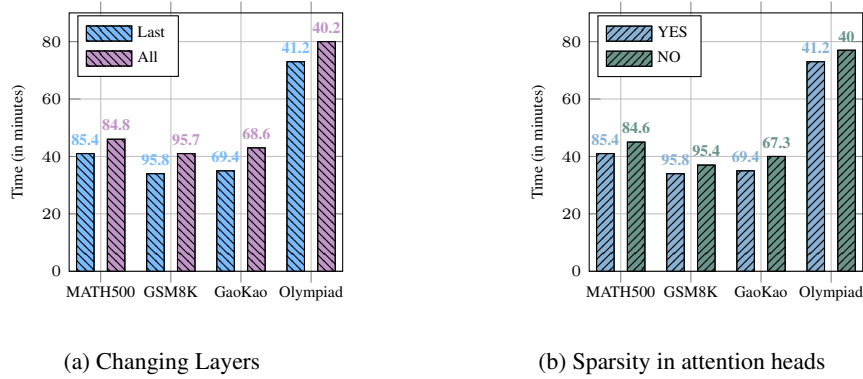 Last
All
85.4
84.8
95.8
95.7
69.4
68.6
41.2
40.2
80
60
40
20
0
Time (in minutes)
MATH500 GSM8K GaoKao Olympiad
(a) Changing Layers
YES
NO
85.4
84.6
95.8
95.4
69.4
67.3
41.2
40
80
60
40
20
0
Time (in minutes)
MATH500 GSM8K GaoKao Olympiad
(b) Sparsity in attention heads